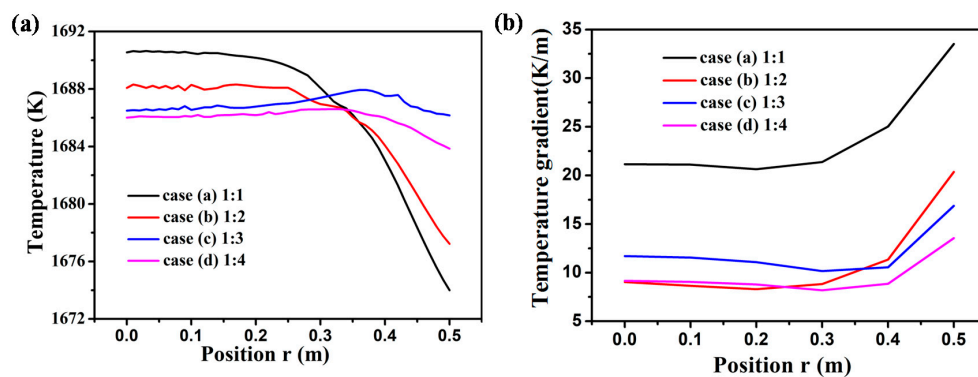 (a)
1692
1688
1684
1680
1676
1672
Temperature (K)
case (a) 1:1
case (b) 1:2
case (c) 1:3
case (d) 1:4
0.0 0.1 0.2 0.3 0.4 0.5
Position r (m)
(b)
35
30
25
20
15
10
5
Temperature gradient(K/m)
case (a) 1:1
case (b) 1:2
case (c) 1:3
case (d) 1:4
0.0 0.1 0.2 0.3 0.4 0.5
Position r (m)